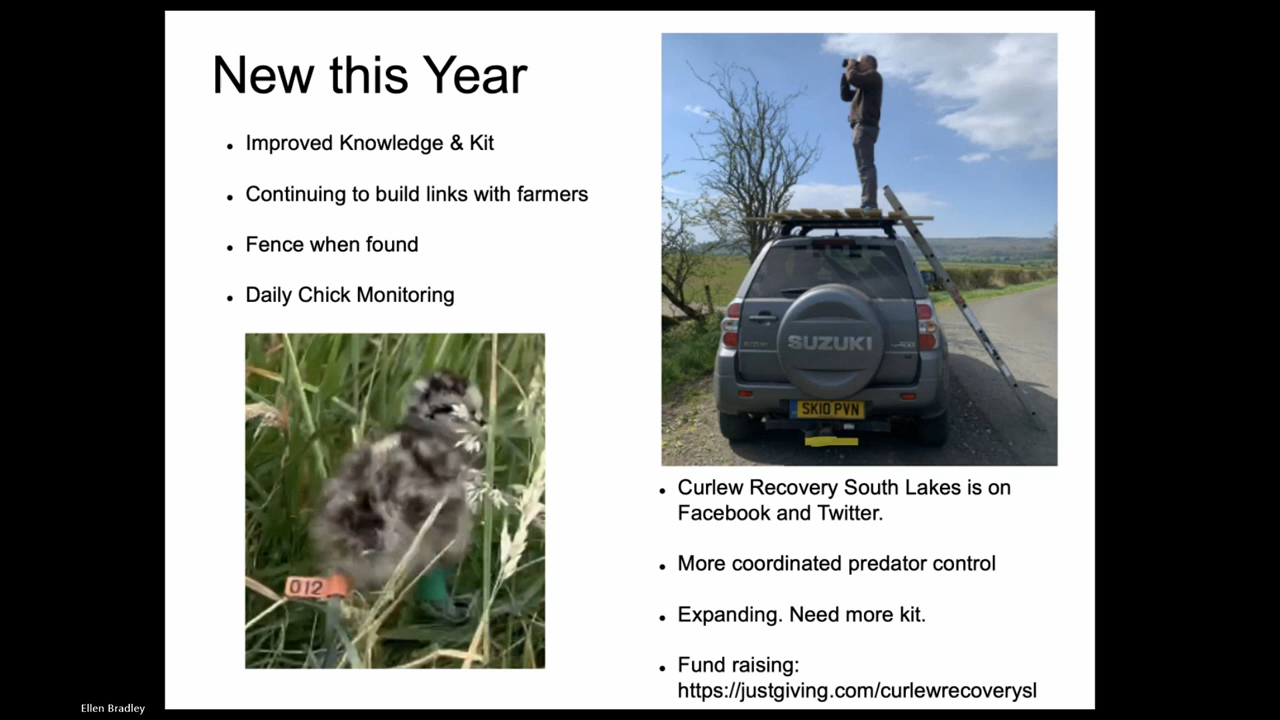 New this Year
Improved Knowledge & Kit
Continuing to build links with farmers
Fence when found
Daily Chick Monitoring
012
SUZUKI
SK10 PVN
Curlew Recovery South Lakes is on
Facebook and Twitter.
More coordinated predator control
Expanding. Need more kit.
Fund raising:
https://justgiving.com/curlewrecoverysl
Ellen Bradley